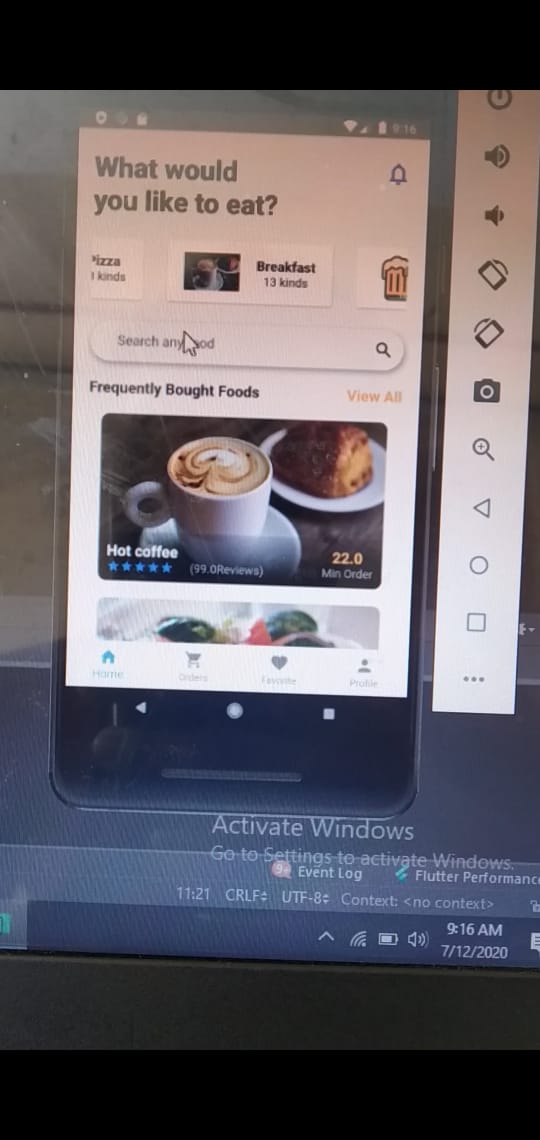 9:16
What would
you like to eat?
izza
kinds
Breakfast
13 kinds
Search any ood
Frequently Bought Foods
View All
Hot coffee
22.0
(99.0Reviews)
Min Order
Home
Orders
Favorite
Profile
Activate Windows
Go to Settings to activate Windows.
9+ Event Log
Flutter Performance
11:21 CRLF UTF-8 Context: <no context>
9:16 AM
7/12/2020